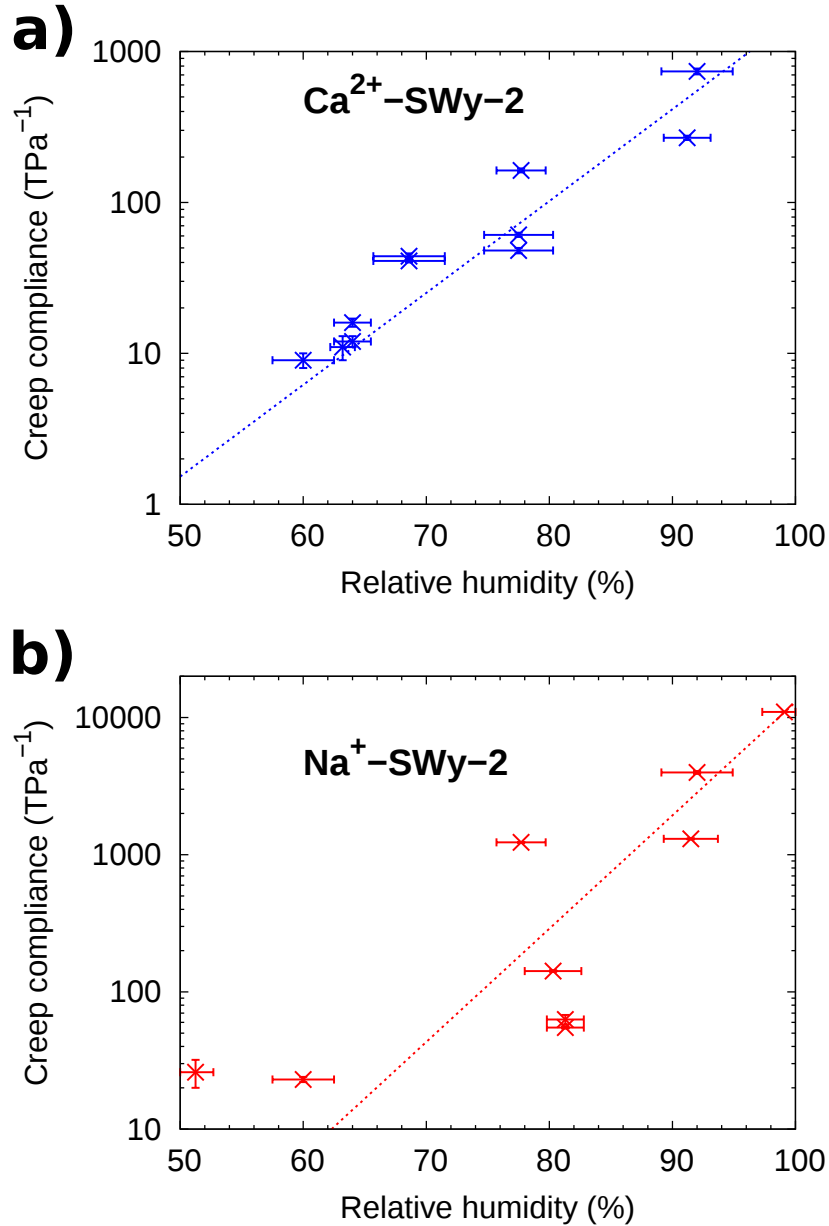 a)
1000
100
10
1
Creep compliance (TPa⁻¹)
Ca²⁺−SWy−2
50 60 70 80 90 100
Relative humidity (%)
b)
10000
1000
100
10
Creep compliance (TPa⁻¹)
Na⁺−SWy−2
50 60 70 80 90 100
Relative humidity (%)